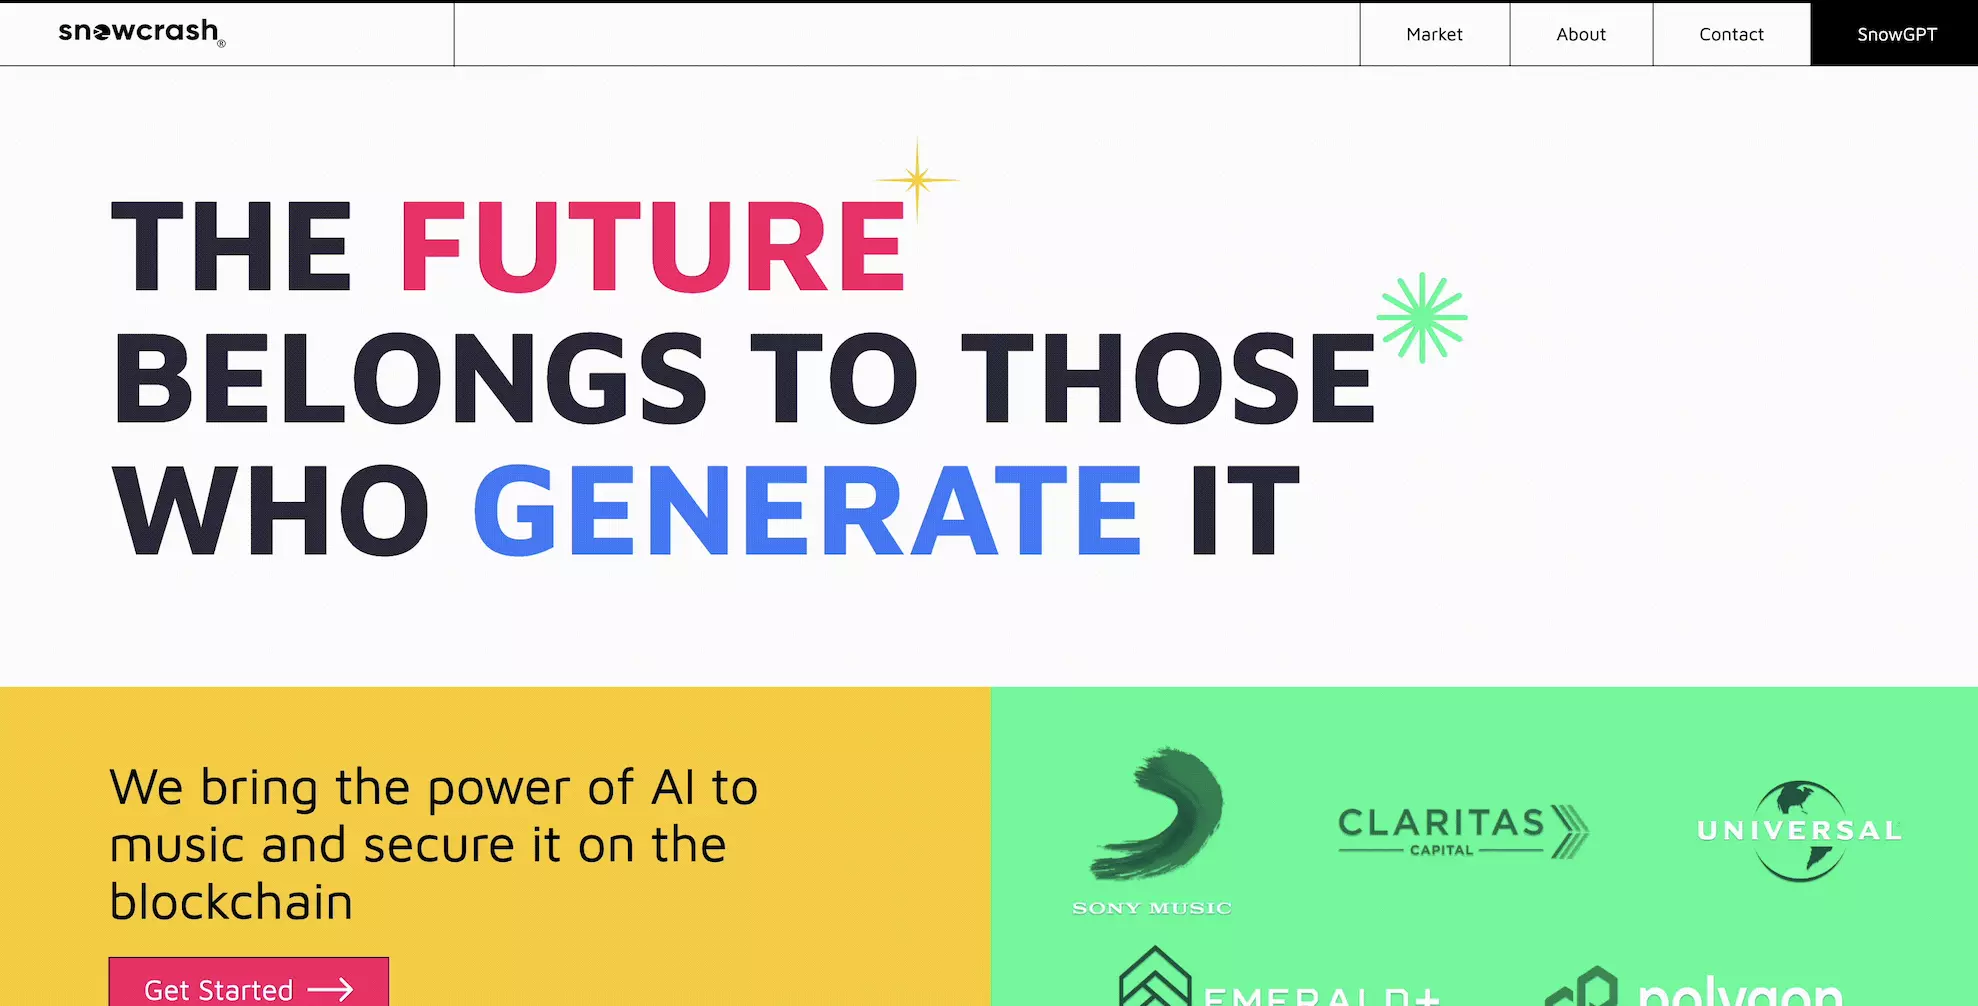 snowcrash®
Market
About
Contact
SnowGPT
THE FUTURE
BELONGS TO THOSE
WHO GENERATE IT
We bring the power of AI to
music and secure it on the
blockchain
Get Started
SONY MUSIC
CLARITAS
CAPITAL
UNIVERSAL
EMERALD+
polygon